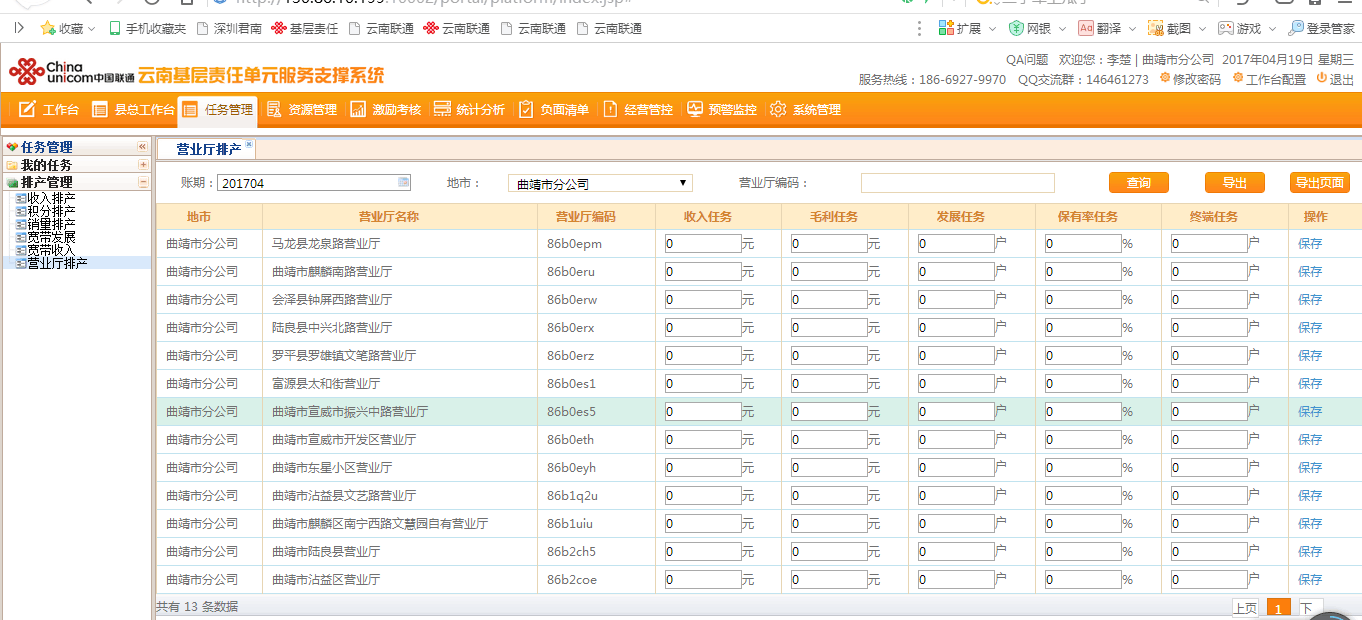 收藏 手机收藏夹 深圳君南 基层责任 云南联通 云南联通 云南联通 云南联通 扩展 网银 翻译 截图 游戏 登录管家
QA问题 欢迎您：李楚 | 曲靖市分公司 2017年04月19日 星期三
China unicom中国联通 云南基层责任单元服务支撑系统
服务热线：186-6927-9970 QQ交流群：146461273 修改密码 工作台配置 退出
工作台 县总工作台 任务管理 资源管理 激励考核 统计分析 负面清单 经营管控 预警监控 系统管理
任务管理
我的任务
排产管理
收入排产
积分排产
销量排产
宽带发展
宽带收入
营业厅排产
营业厅排产
账期： 201704 地市： 曲靖市分公司 营业厅编码： 查询 导出 导出页面
地市 营业厅名称 营业厅编码 收入任务 毛利任务 发展任务 保有率任务 终端任务 操作
曲靖市分公司 马龙县龙泉路营业厅 86b0epm 0元 0元 0户 0% 0户 保存
曲靖市分公司 曲靖市麒麟南路营业厅 86b0eru 0元 0元 0户 0% 0户 保存
曲靖市分公司 会泽县钟屏西路营业厅 86b0erw 0元 0元 0户 0% 0户 保存
曲靖市分公司 陆良县中兴北路营业厅 86b0erx 0元 0元 0户 0% 0户 保存
曲靖市分公司 罗平县罗雄镇文笔路营业厅 86b0erz 0元 0元 0户 0% 0户 保存
曲靖市分公司 富源县太和街营业厅 86b0es1 0元 0元 0户 0% 0户 保存
曲靖市分公司 曲靖市宣威市振兴中路营业厅 86b0es5 0元 0元 0户 0% 0户 保存
曲靖市分公司 曲靖市宣威市开发区营业厅 86b0eth 0元 0元 0户 0% 0户 保存
曲靖市分公司 曲靖市东星小区营业厅 86b0eyh 0元 0元 0户 0% 0户 保存
曲靖市分公司 曲靖市沾益县文艺路营业厅 86b1q2u 0元 0元 0户 0% 0户 保存
曲靖市分公司 曲靖市麒麟区南宁西路文慧园自有营业厅 86b1uiu 0元 0元 0户 0% 0户 保存
曲靖市分公司 曲靖市陆良县营业厅 86b2ch5 0元 0元 0户 0% 0户 保存
曲靖市分公司 曲靖市沾益区营业厅 86b2coe 0元 0元 0户 0% 0户 保存
共有 13 条数据 上页 1 下